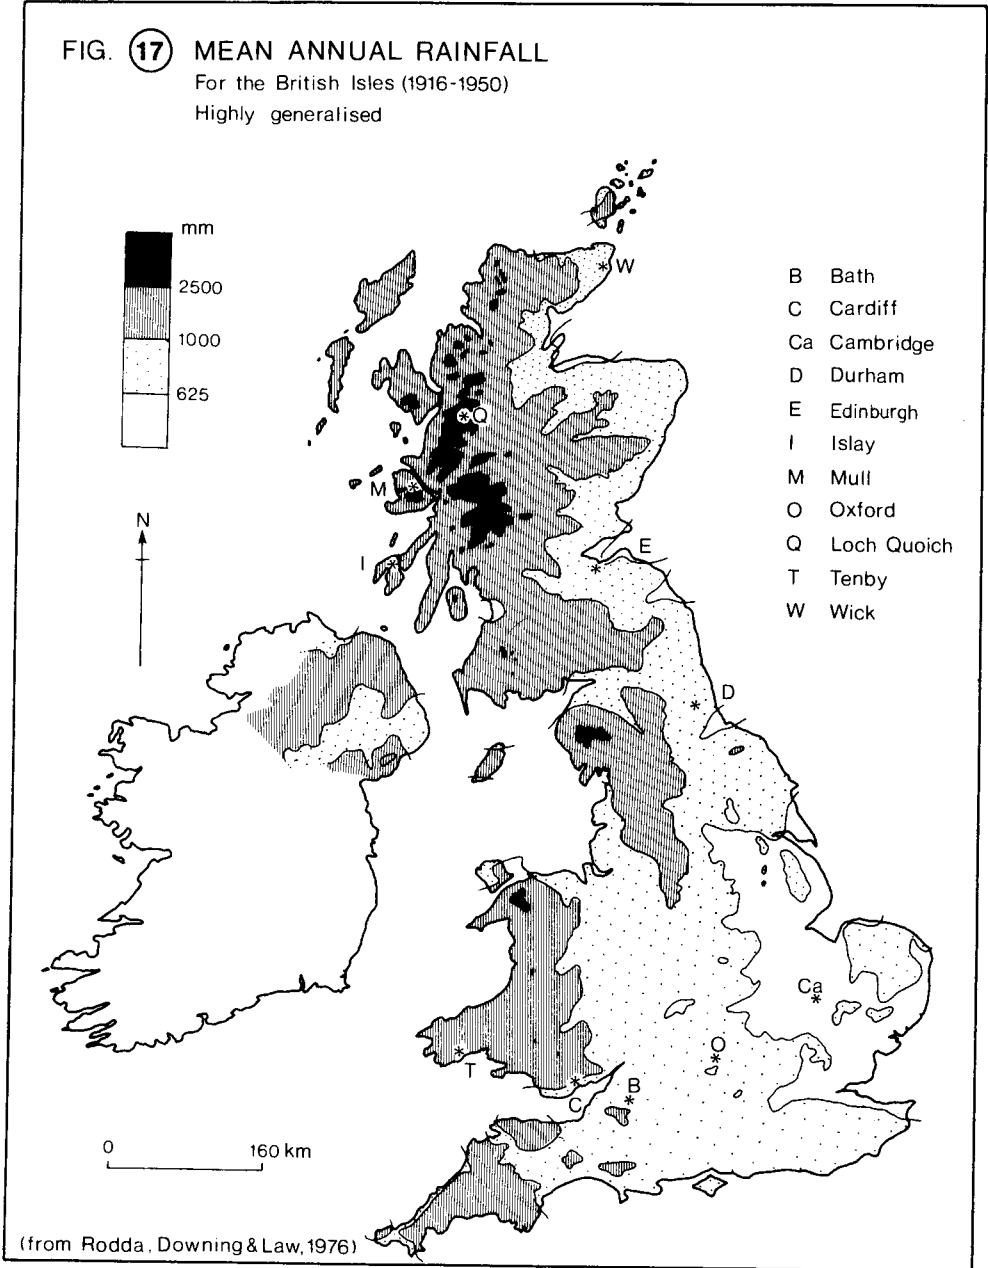 FIG. 17 MEAN ANNUAL RAINFALL
For the British Isles (1916-1950)
Highly generalised
mm
2500
1000
625
N
W
Q
M
I
E
D
Ca
O
B
C
T
B Bath
C Cardiff
Ca Cambridge
D Durham
E Edinburgh
I Islay
M Mull
O Oxford
Q Loch Quoich
T Tenby
W Wick
0 160 km
(from Rodda, Downing & Law, 1976)